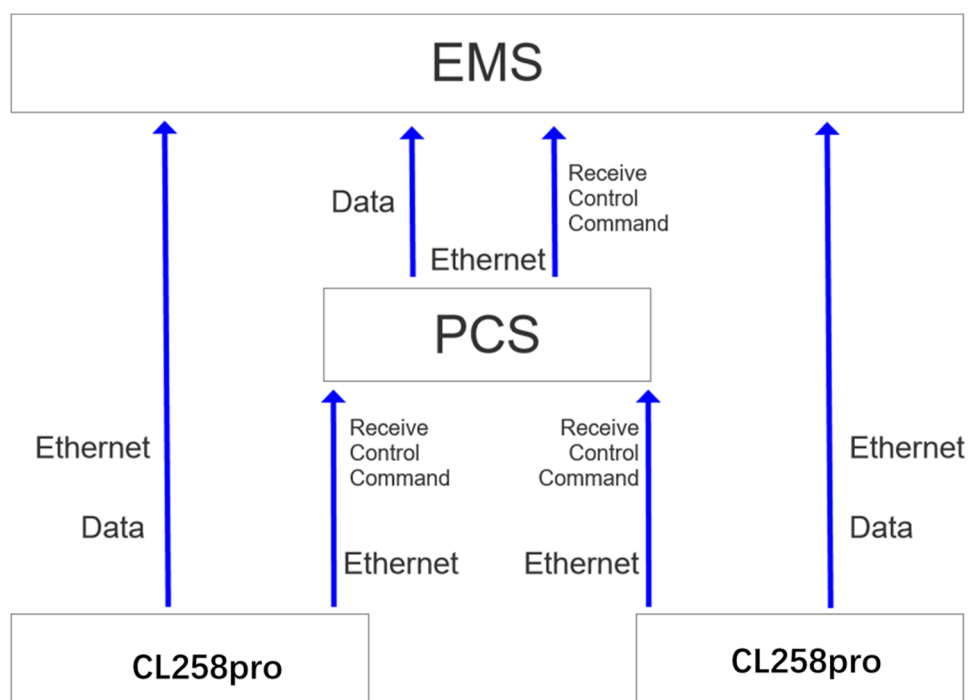 EMS
Data
Receive
Control
Command
Ethernet
PCS
Receive
Control
Command
Receive
Control
Command
Ethernet
Data
Ethernet
Ethernet
Ethernet
Data
CL258pro
CL258pro